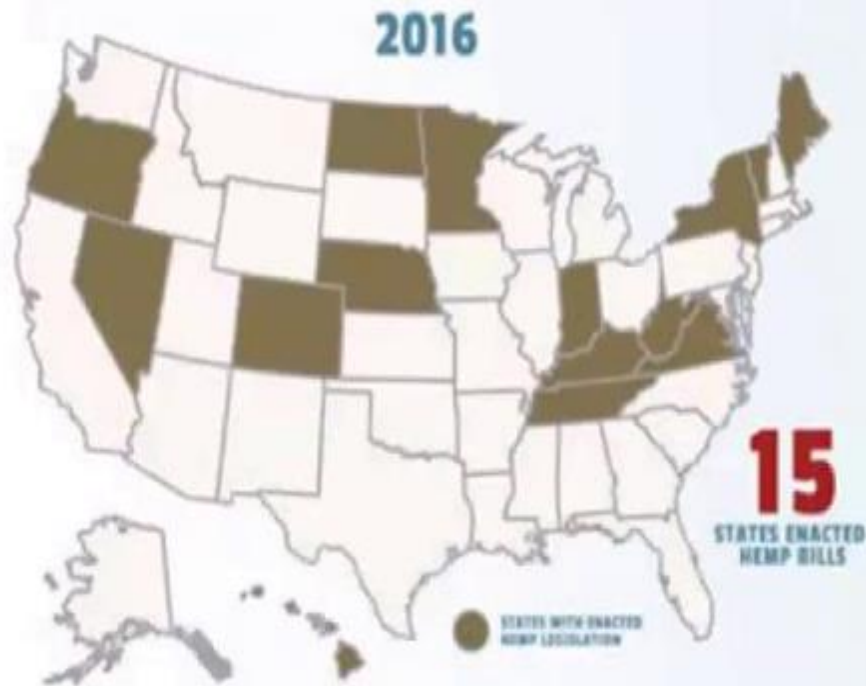 2016
15
STATES ENACTED
HEMP BILLS
STATES WITH ENACTED
HEMP LEGISLATION